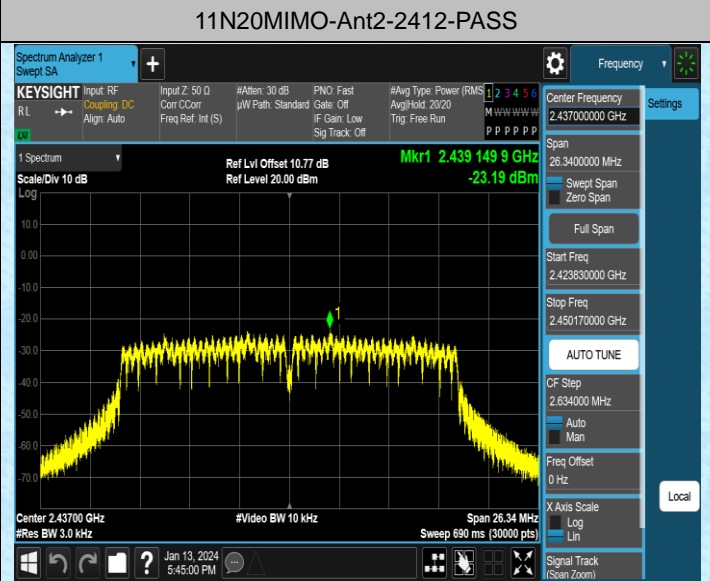 11N20MIMO-Ant2-2412-PASS
Spectrum Analyzer 1
Swept SA
+
Frequency
KEYSIGHT
RL
LXI
Input: RF
Coupling: DC
Align: Auto
Input Z: 50 Ω
Corr CCorr
Freq Ref: Int (S)
#Atten: 30 dB
µW Path: Standard
PNO: Fast
Gate: Off
IF Gain: Low
Sig Track: Off
#Avg Type: Power (RMS
Avg|Hold: 20/20
Trig: Free Run
1 2 3 4 5 6
M W W W W W
P P P P P P
1 Spectrum
Scale/Div 10 dB
Ref Lvl Offset 10.77 dB
Ref Level 20.00 dBm
Mkr1 2.439 149 9 GHz
-23.19 dBm
Log
10.0
0.00
-10.0
-20.0
-30.0
-40.0
-50.0
-60.0
-70.0
1
Center 2.43700 GHz
#Res BW 3.0 kHz
#Video BW 10 kHz
Span 26.34 MHz
Sweep 690 ms (30000 pts)
Jan 13, 2024
5:45:00 PM
?
Center Frequency
2.437000000 GHz
Settings
Span
26.3400000 MHz
Swept Span
Zero Span
Full Span
Start Freq
2.423830000 GHz
Stop Freq
2.450170000 GHz
AUTO TUNE
CF Step
2.634000 MHz
Auto
Man
Freq Offset
0 Hz
X Axis Scale
Log
Lin
Local
Signal Track
(Span Zoom)